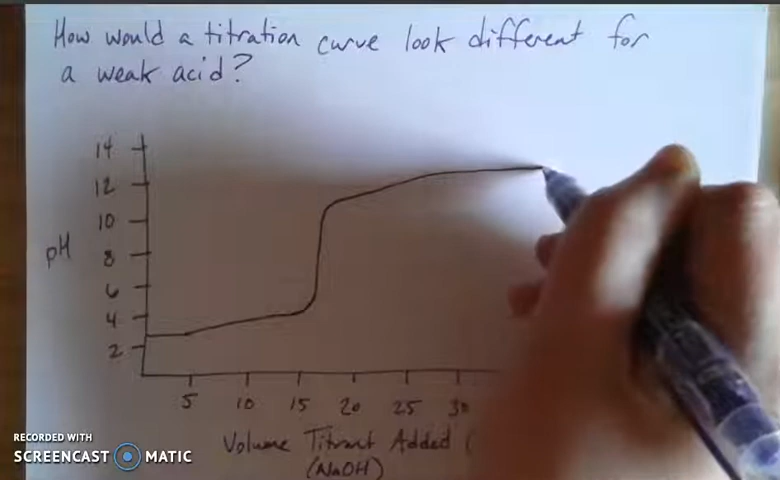 How would a titration curve look different for
a weak acid?
14
12
10
pH
8
6
4
2
5 10 15 20 25 30
Volume Titrant Added (
(NaOH)
RECORDED WITH
SCREENCAST MATIC